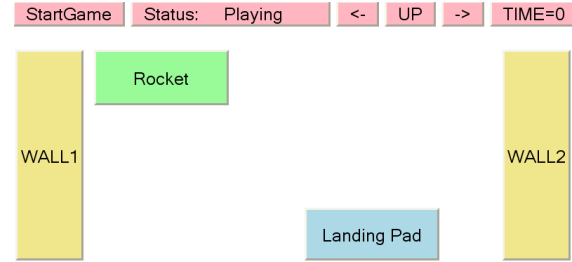 StartGame Status: Playing <- UP -> TIME=0
Rocket
WALL1
WALL2
Landing Pad